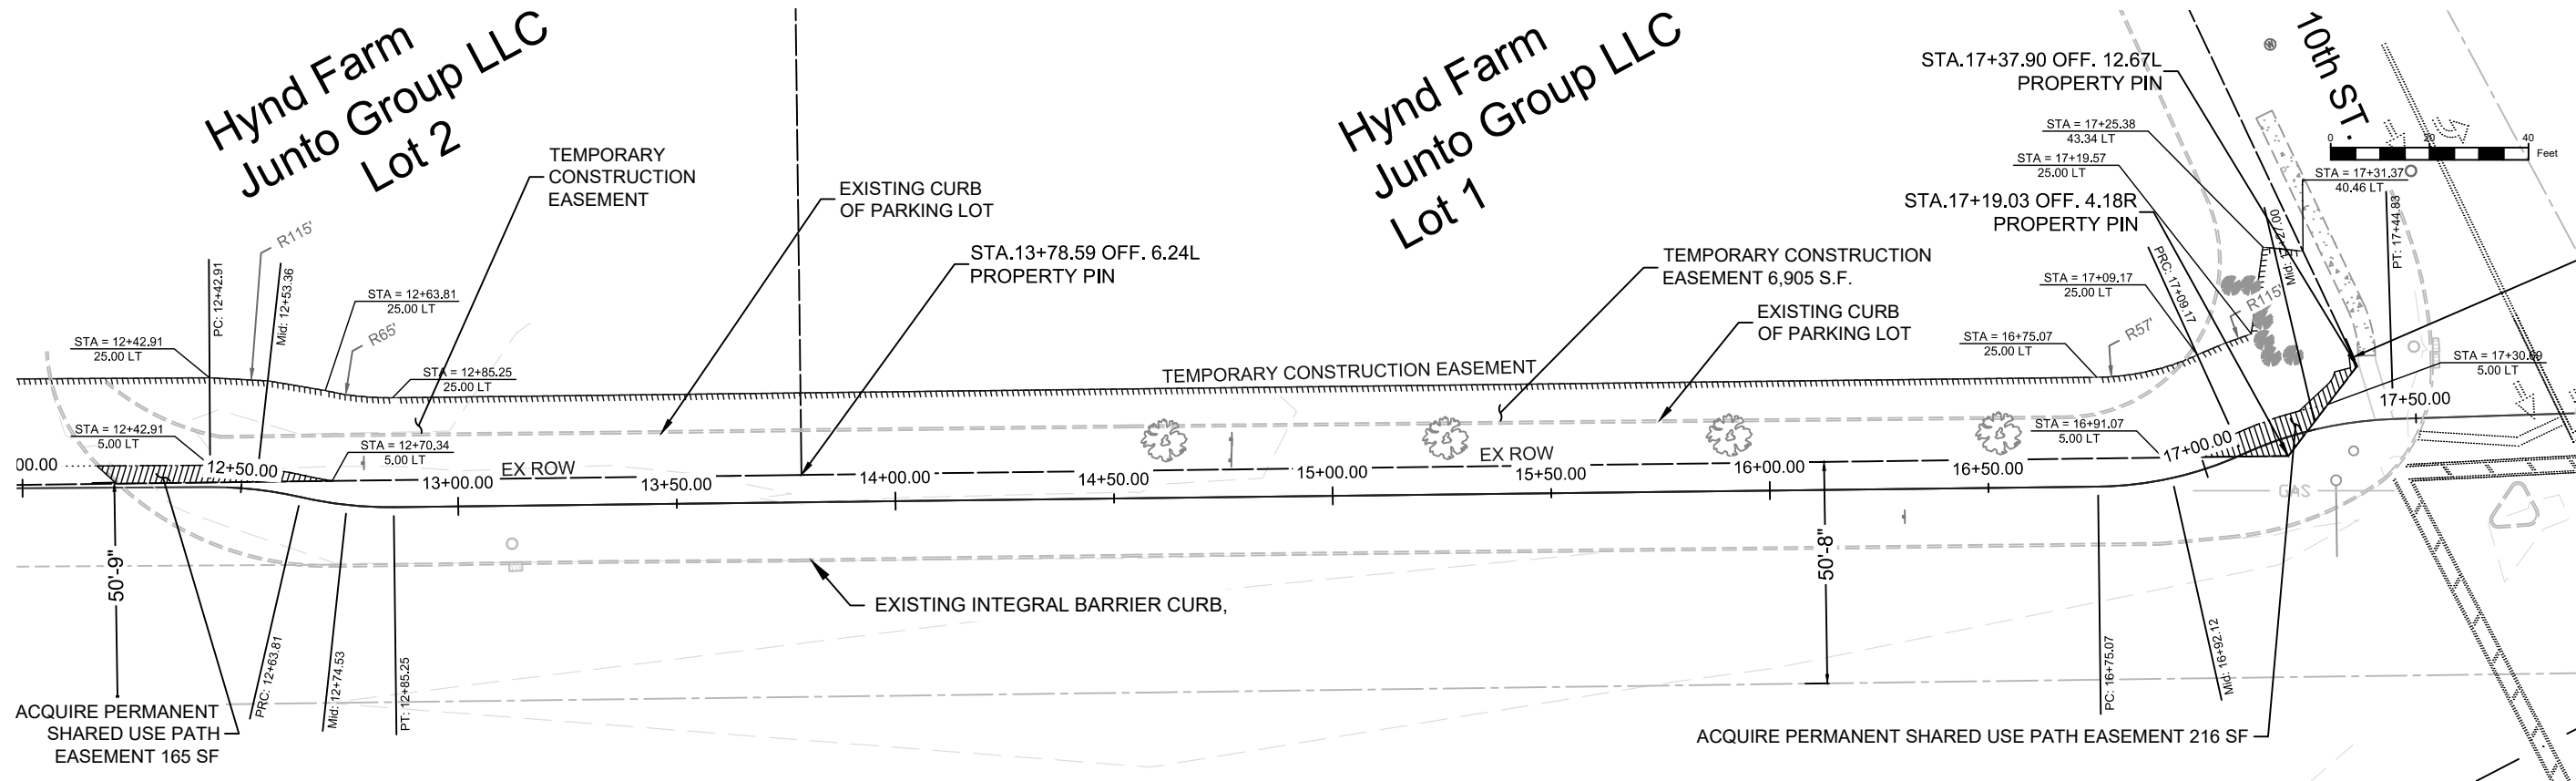 Hynd Farm
Junto Group LLC
Lot 2
Hynd Farm
Junto Group LLC
Lot 1
10th ST.
0 20 40
Feet
STA.17+37.90 OFF. 12.67L
PROPERTY PIN
STA = 17+25.38
43.34 LT
STA = 17+19.57
25.00 LT
STA = 17+31.37
40.46 LT
STA.17+19.03 OFF. 4.18R
PROPERTY PIN
TEMPORARY
CONSTRUCTION
EASEMENT
EXISTING CURB
OF PARKING LOT
STA.13+78.59 OFF. 6.24L
PROPERTY PIN
TEMPORARY CONSTRUCTION
EASEMENT 6,905 S.F.
EXISTING CURB
OF PARKING LOT
R115'
PC: 12+42.91
Mid: 12+53.36
STA = 12+63.81
25.00 LT
R65'
STA = 12+42.91
25.00 LT
STA = 12+85.25
25.00 LT
TEMPORARY CONSTRUCTION EASEMENT
STA = 17+09.17
25.00 LT
PRC: 17+09.17
PT: 17+44.83
R115'
STA = 16+75.07
25.00 LT
R57'
STA = 17+30.69
5.00 LT
STA = 12+42.91
5.00 LT
STA = 12+70.34
5.00 LT
STA = 16+91.07
5.00 LT
EX ROW
EX ROW
00.00
12+50.00
13+00.00
13+50.00
14+00.00
14+50.00
15+00.00
15+50.00
16+00.00
16+50.00
17+00.00
17+50.00
GAS
50'-9"
50'-8"
EXISTING INTEGRAL BARRIER CURB,
PRC: 12+63.81
Mid: 12+74.53
PT: 12+85.25
PC: 16+75.07
Mid: 16+92.12
ACQUIRE PERMANENT
SHARED USE PATH
EASEMENT 165 SF
ACQUIRE PERMANENT SHARED USE PATH EASEMENT 216 SF